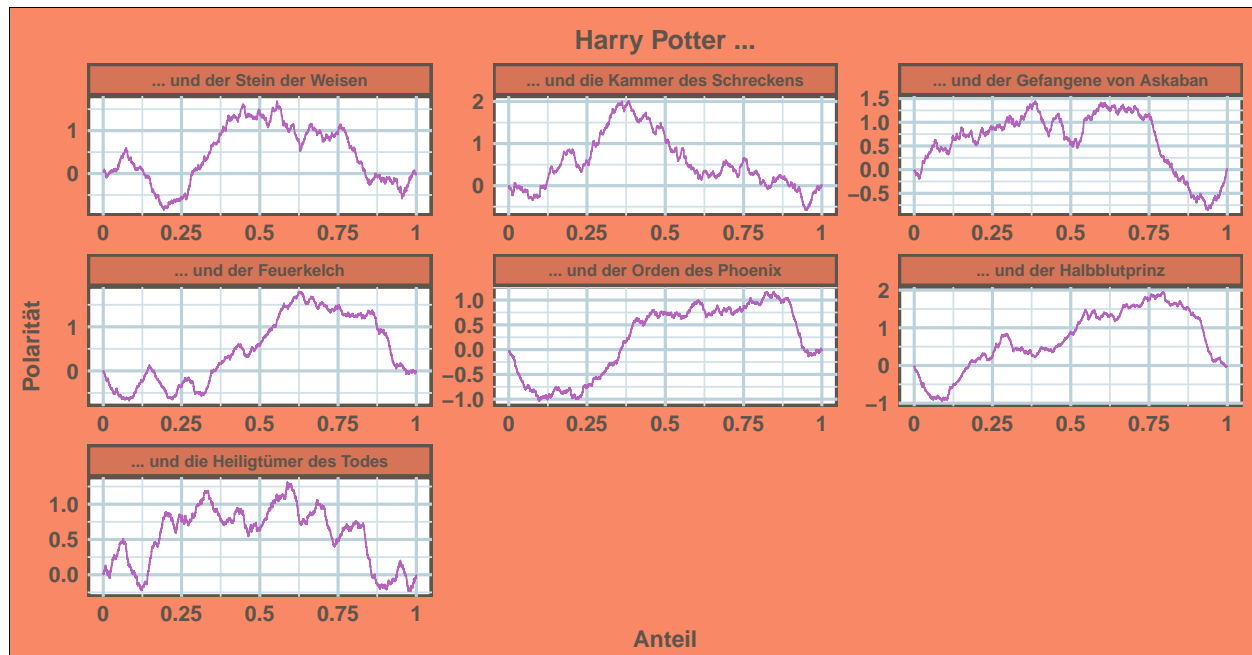 Harry Potter ...
... und der Stein der Weisen
... und die Kammer des Schreckens
... und der Gefangene von Askaban
1
0
0 0.25 0.5 0.75 1
2
1
0
0 0.25 0.5 0.75 1
1.5
1.0
0.5
0.0
−0.5
0 0.25 0.5 0.75 1
Polarität
... und der Feuerkelch
... und der Orden des Phoenix
... und der Halbblutprinz
1
0
0 0.25 0.5 0.75 1
1.0
0.5
0.0
−0.5
−1.0
0 0.25 0.5 0.75 1
2
1
0
−1
0 0.25 0.5 0.75 1
... und die Heiligtümer des Todes
1.0
0.5
0.0
0 0.25 0.5 0.75 1
Anteil